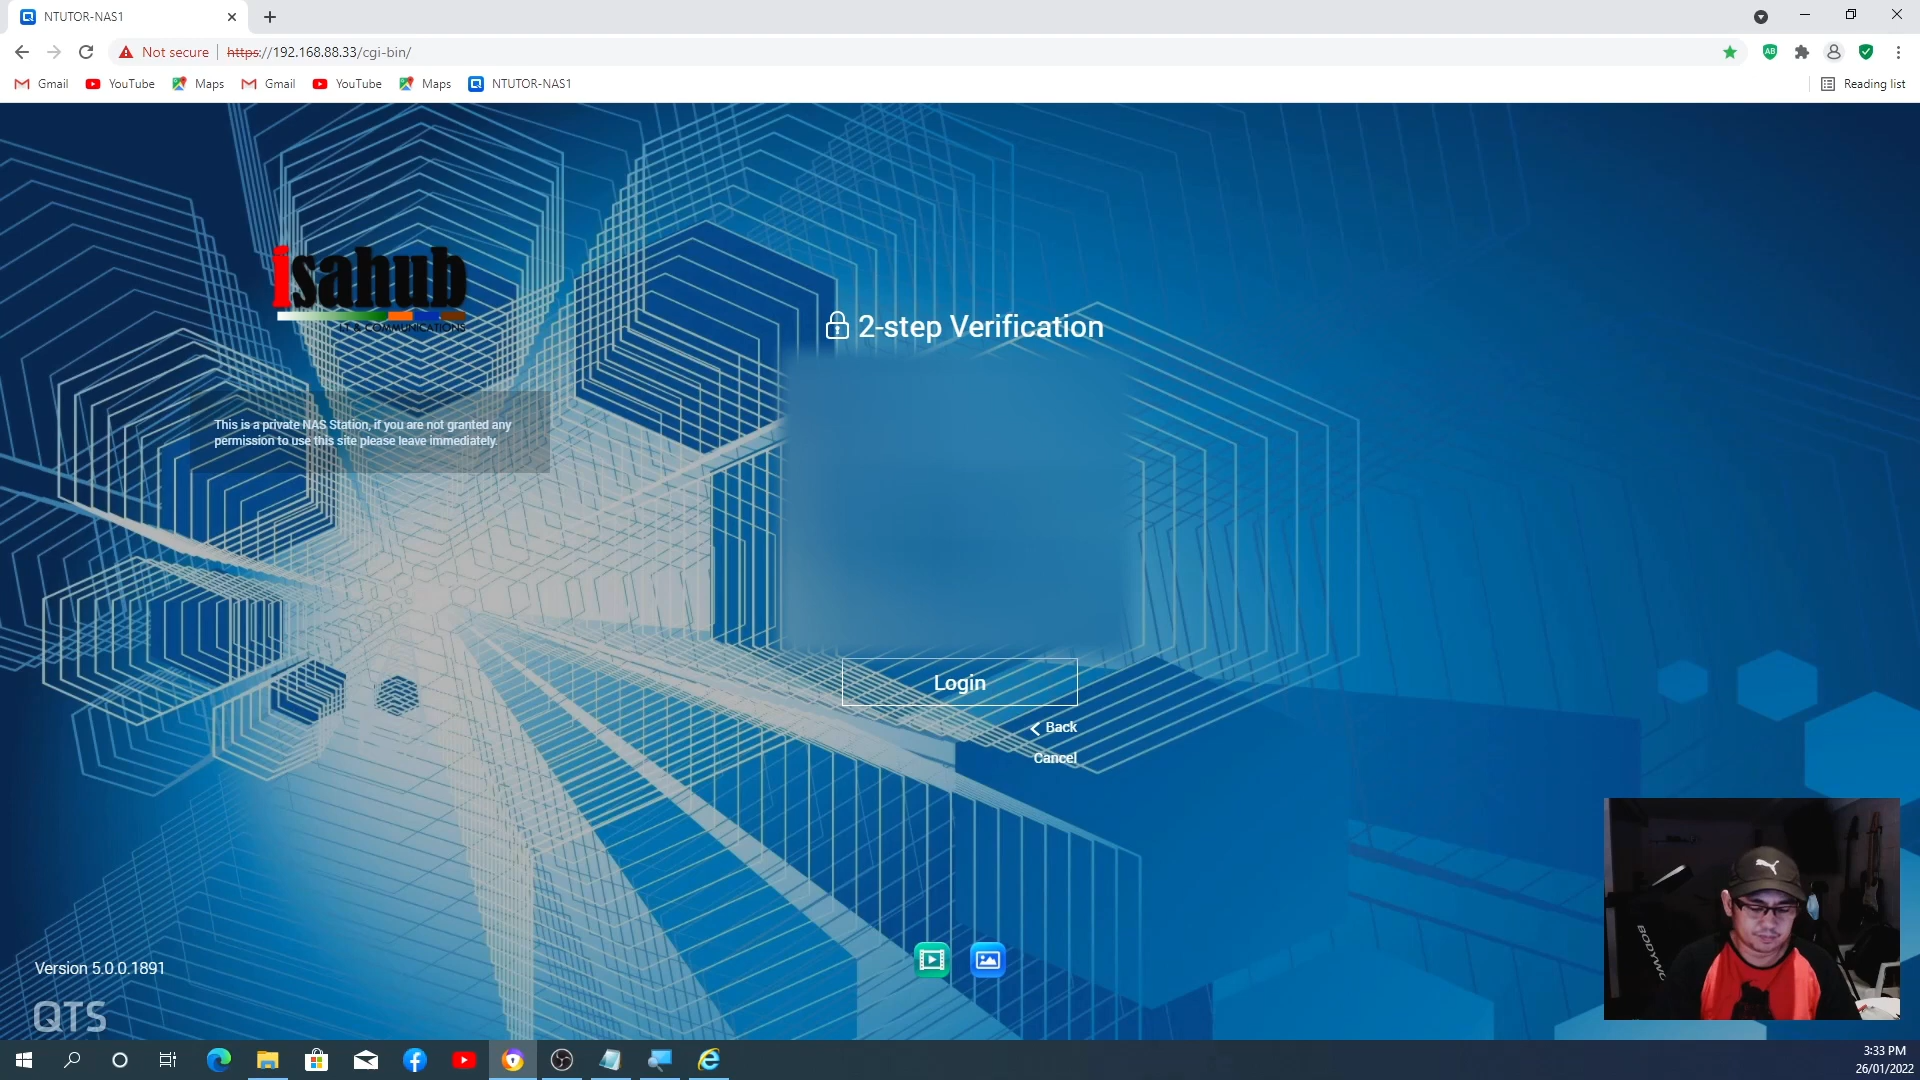 NTUTOR-NAS1
Not secure
https://192.168.88.33/cgi-bin/
Gmail
YouTube
Maps
Gmail
YouTube
Maps
NTUTOR-NAS1
Reading list
isahub
I.T & COMMUNICATIONS
2-step Verification
This is a private NAS Station, if you are not granted any
permission to use this site please leave immediately.
Login
Back
Cancel
Version 5.0.0.1891
QTS
3:33 PM
26/01/2022